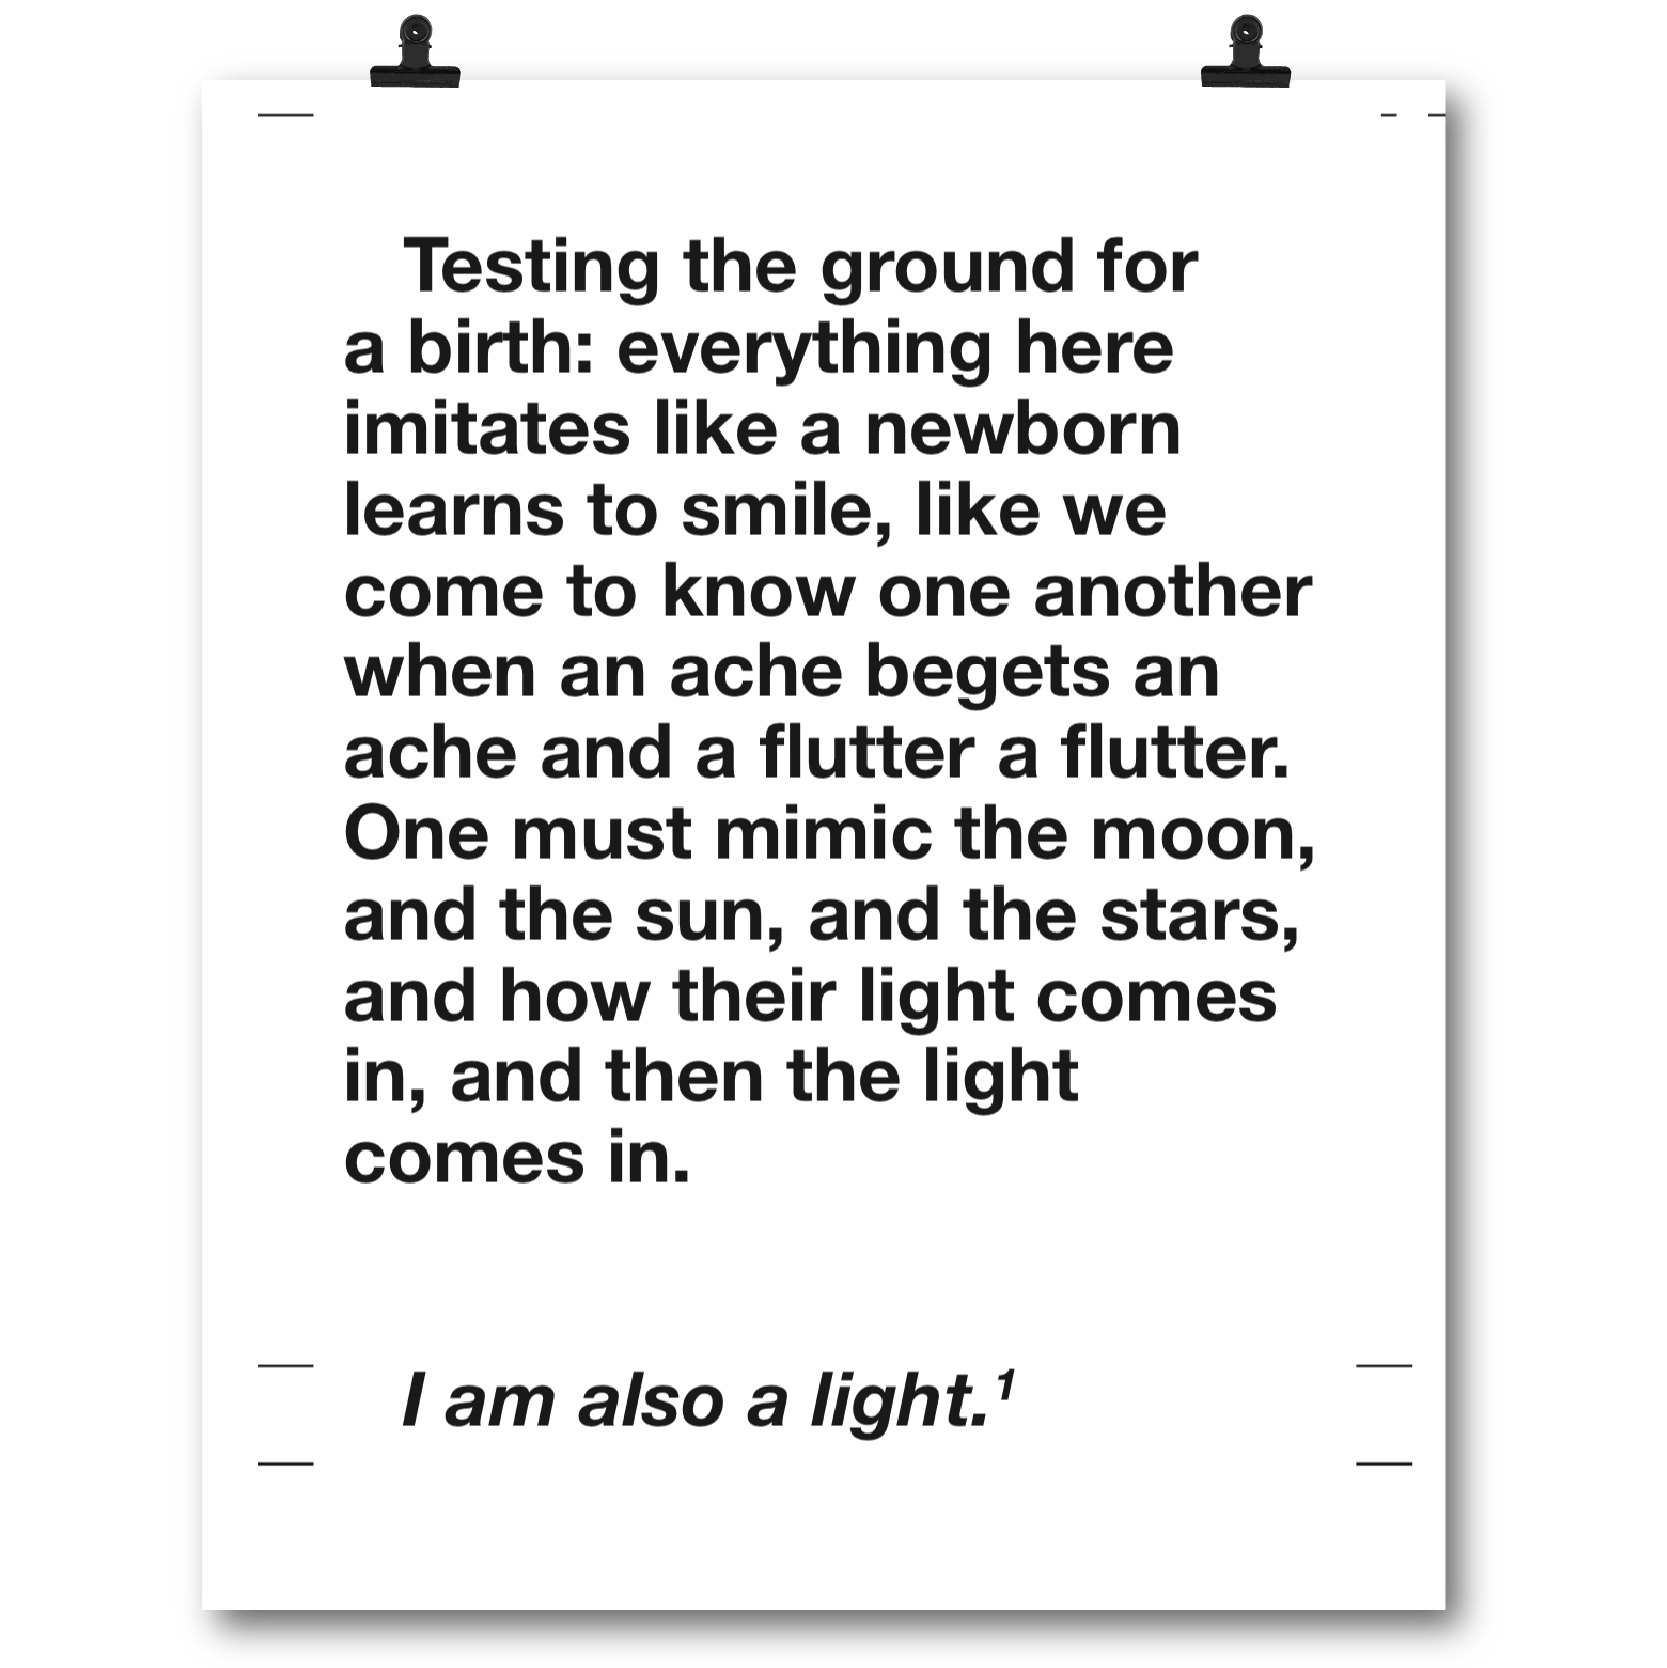 Testing the ground for
a birth: everything here
imitates like a newborn
learns to smile, like we
come to know one another
when an ache begets an
ache and a flutter a flutter.
One must mimic the moon,
and the sun, and the stars,
and how their light comes
in, and then the light
comes in.
I am also a light.¹